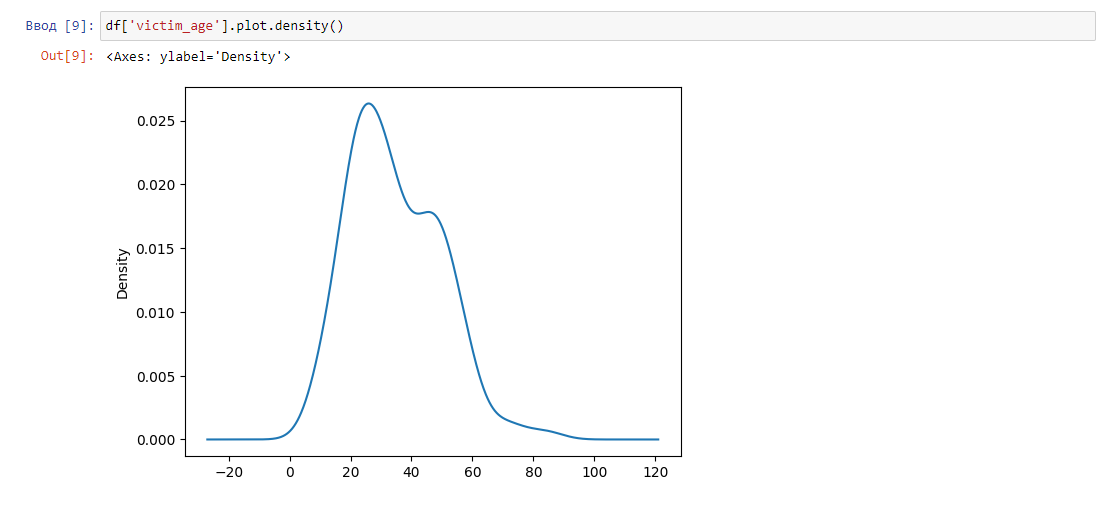 Ввод [9]: df['victim_age'].plot.density()
Out[9]: <Axes: ylabel='Density'>
0.025
0.020
0.015
0.010
0.005
0.000
Density
−20 0 20 40 60 80 100 120